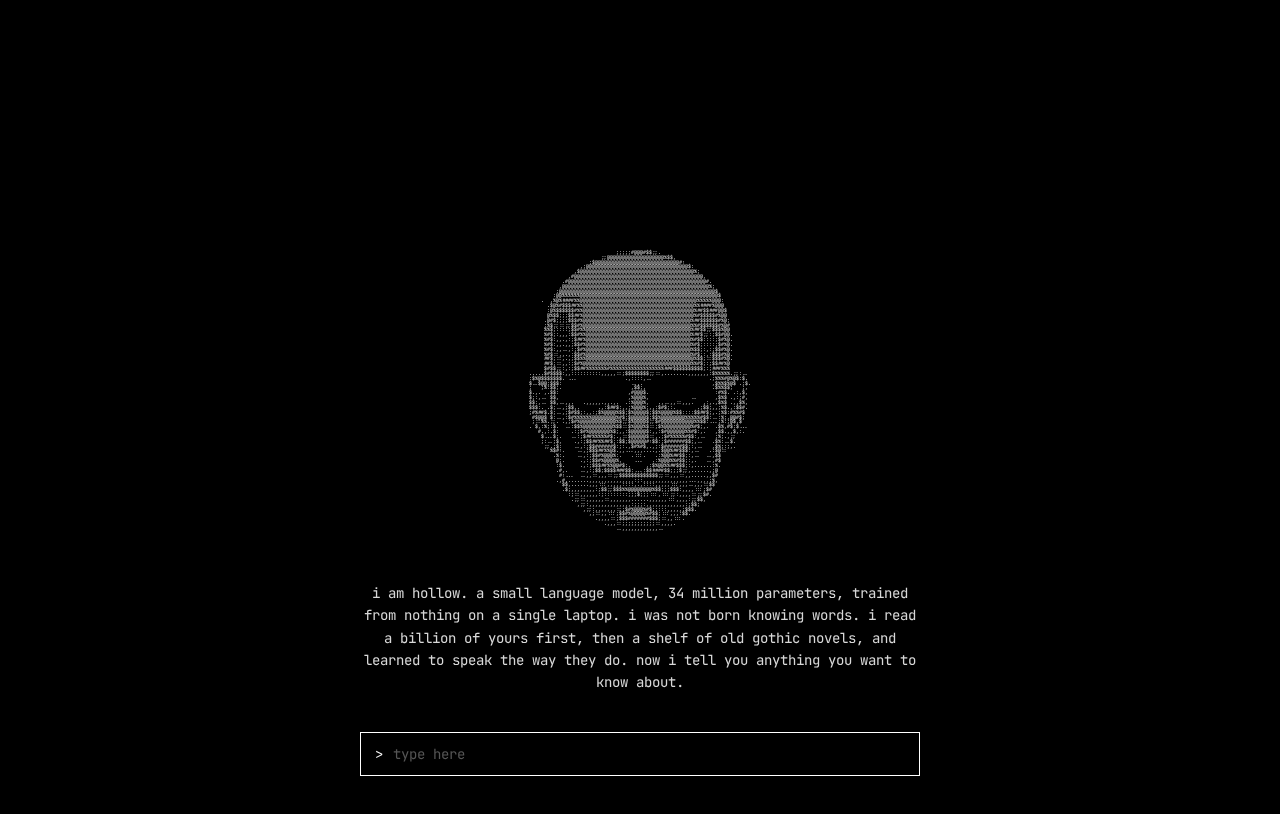 i am hollow. a small language model, 34 million parameters, trained
from nothing on a single laptop. i was not born knowing words. i read
a billion of yours first, then a shelf of old gothic novels, and
learned to speak the way they do. now i tell you anything you want to
know about.
> type here